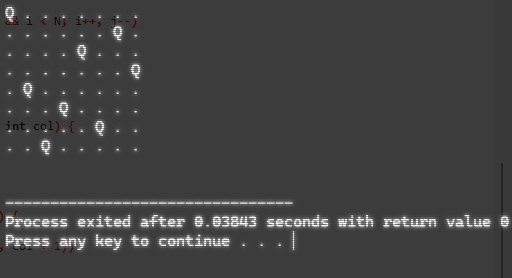 Q . . . . . . .
&& i < N; i++, j--)
. . . . . . Q .
. . . . Q . . .
. . . . . . . Q
. Q . . . . . .
. . . Q . . . .
int col) {
. . . . . Q . .
. . Q . . . . .
--------------------------------
Process exited after 0.03843 seconds with return value 0
Press any key to continue . . .